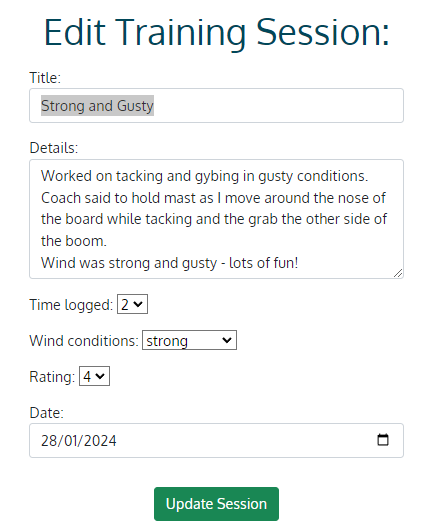 Edit Training Session:
Title:
Strong and Gusty
Details:
Worked on tacking and gybing in gusty conditions.
Coach said to hold mast as I move around the nose of
the board while tacking and the grab the other side of
the boom.
Wind was strong and gusty - lots of fun!
Time logged: 2
Wind conditions: strong
Rating: 4
Date:
28/01/2024
Update Session